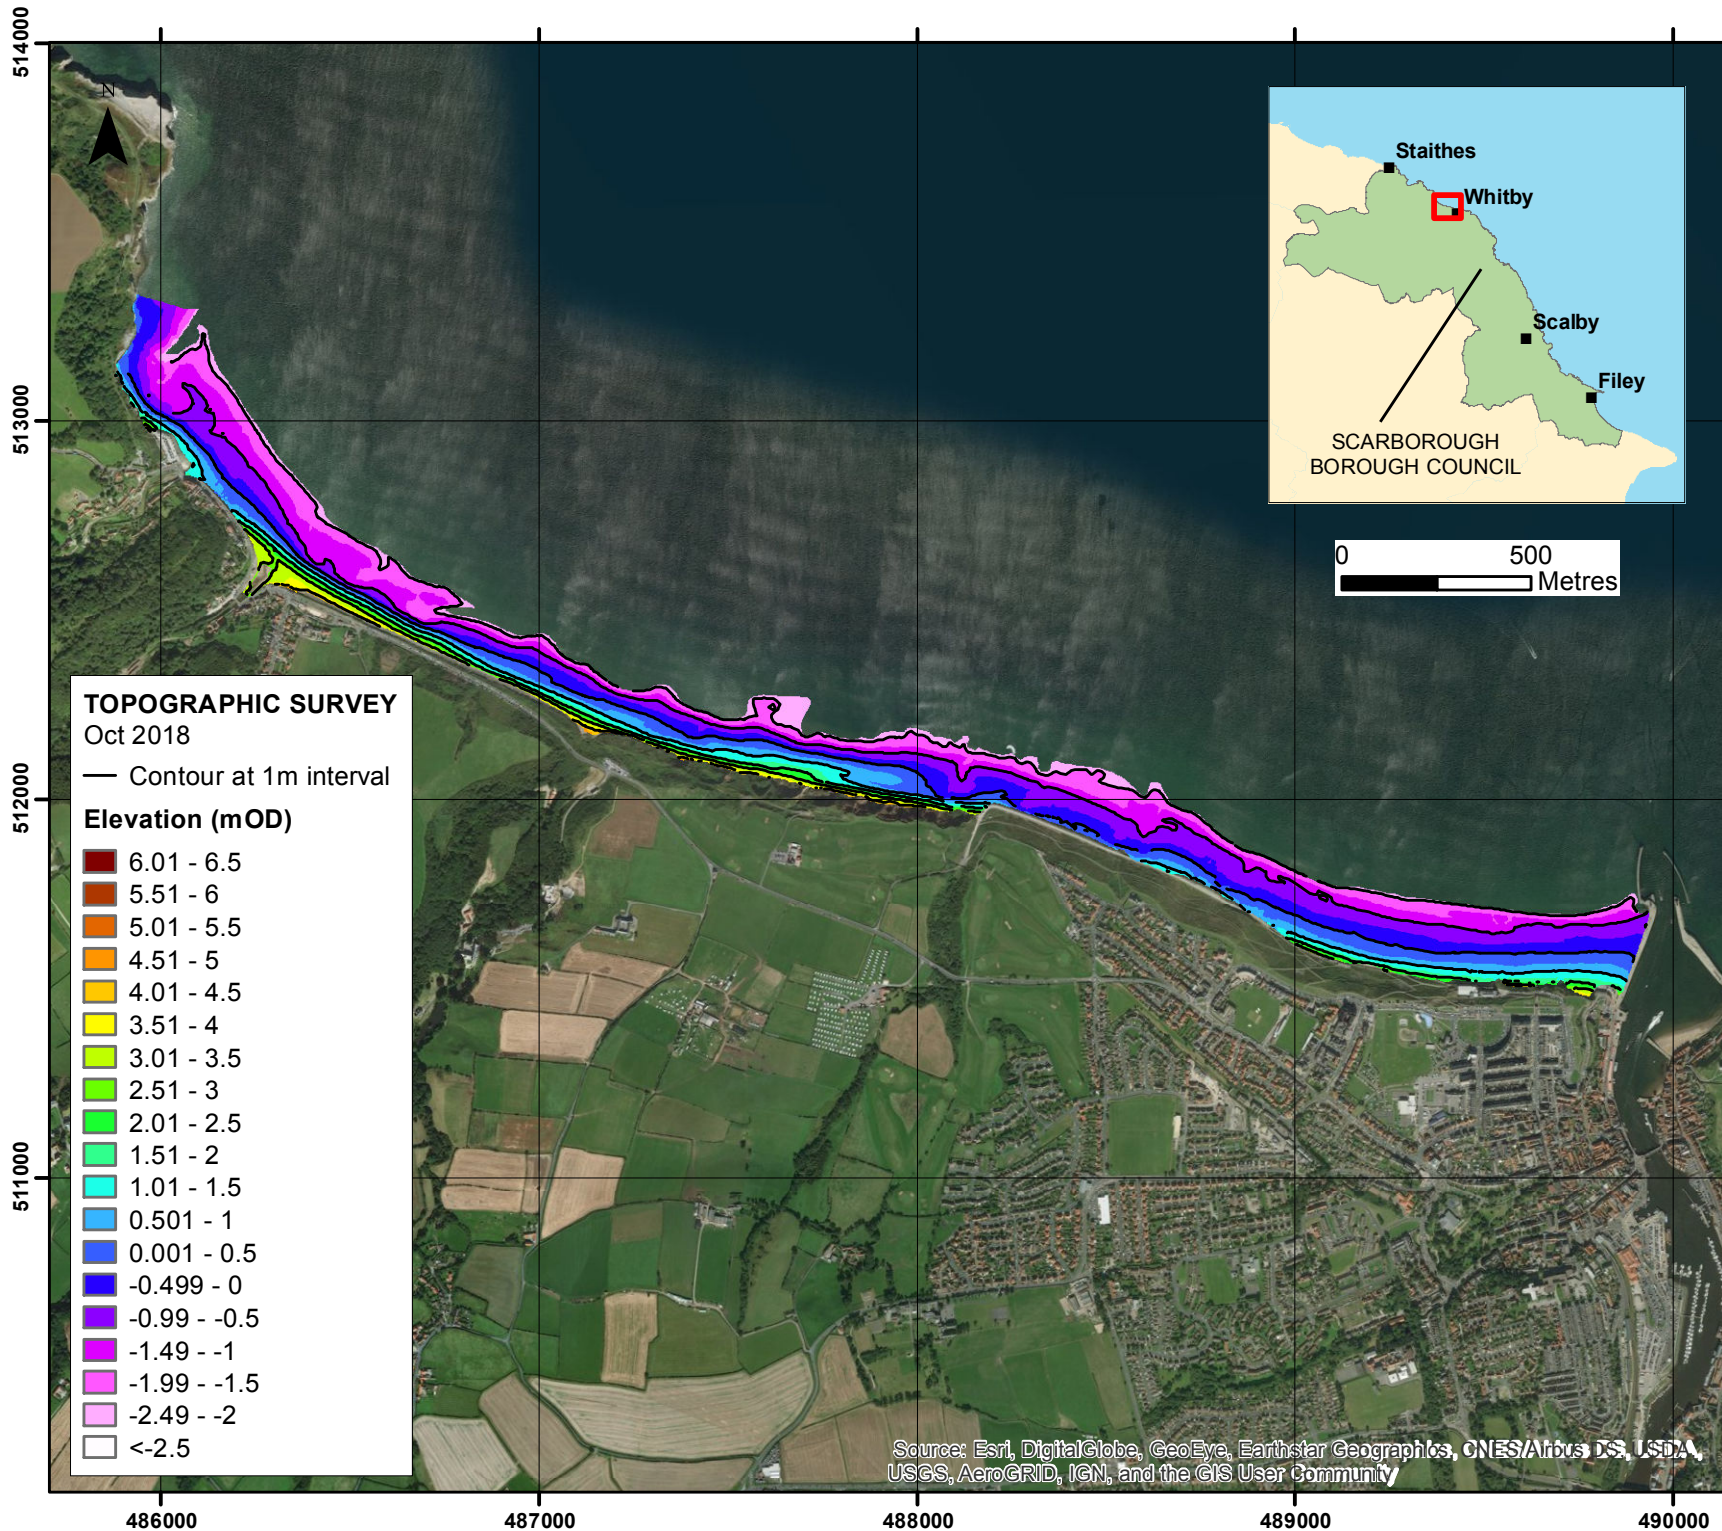 514000
513000
512000
511000
N
Staithes
Whitby
Scalby
Filey
SCARBOROUGH
BOROUGH COUNCIL
0 500
Metres
TOPOGRAPHIC SURVEY
Oct 2018
Contour at 1m interval
Elevation (mOD)
6.01 - 6.5
5.51 - 6
5.01 - 5.5
4.51 - 5
4.01 - 4.5
3.51 - 4
3.01 - 3.5
2.51 - 3
2.01 - 2.5
1.51 - 2
1.01 - 1.5
0.501 - 1
0.001 - 0.5
-0.499 - 0
-0.99 - -0.5
-1.49 - -1
-1.99 - -1.5
-2.49 - -2
<-2.5
Source: Esri, DigitalGlobe, GeoEye, Earthstar Geographics, CNES/Airbus DS, USDA,
USGS, AeroGRID, IGN, and the GIS User Community
486000 487000 488000 489000 490000